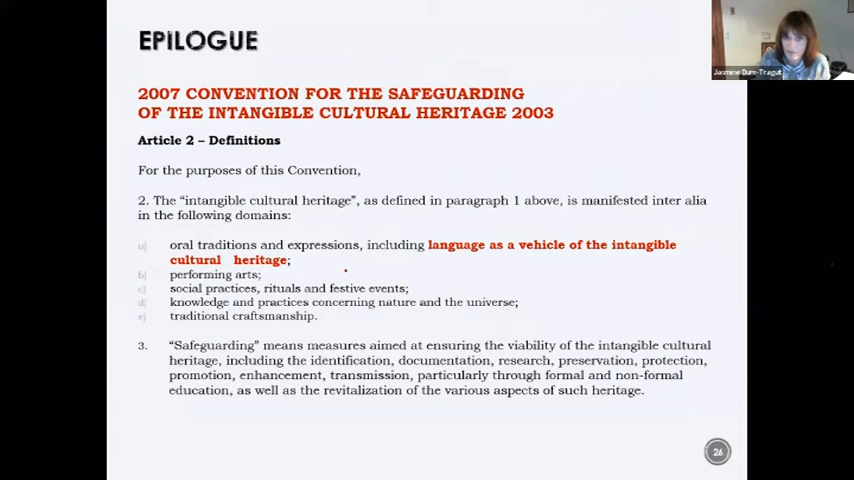 EPILOGUE
2007 CONVENTION FOR THE SAFEGUARDING
OF THE INTANGIBLE CULTURAL HERITAGE 2003
Article 2 – Definitions
For the purposes of this Convention,
2. The “intangible cultural heritage”, as defined in paragraph 1 above, is manifested inter alia
in the following domains:
a) oral traditions and expressions, including language as a vehicle of the intangible
cultural heritage;
b) performing arts;
c) social practices, rituals and festive events;
d) knowledge and practices concerning nature and the universe;
e) traditional craftsmanship.
3. “Safeguarding” means measures aimed at ensuring the viability of the intangible cultural
heritage, including the identification, documentation, research, preservation, protection,
promotion, enhancement, transmission, particularly through formal and non-formal
education, as well as the revitalization of the various aspects of such heritage.
26
Jasmine Dum-Tragut